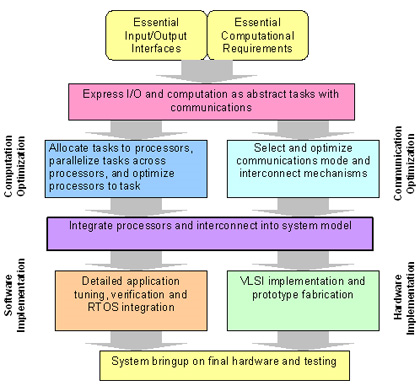 Essential
Input/Output
Interfaces
Essential
Computational
Requirements
Express I/O and computation as abstract tasks with
communications
Computation
Optimization
Allocate tasks to processors,
parallelize tasks across
processors, and optimize
processors to task
Select and optimize
communications mode and
interconnect mechanisms
Communication
Optimization
Integrate processors and interconnect into system model
Software
Implementation
Detailed application
tuning, verification and
RTOS integration
VLSI implementation and
prototype fabrication
Hardware
Implementation
System bringup on final hardware and testing